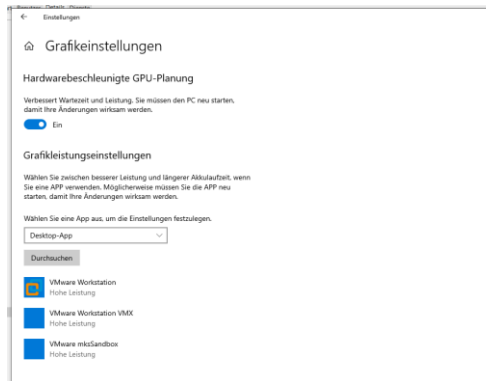 Einstellungen
Grafikeinstellungen
Hardwarebeschleunigte GPU-Planung
Verbessert Wartezeit und Leistung. Sie müssen den PC neu starten,
damit Ihre Änderungen wirksam werden.
Ein
Grafikleistungseinstellungen
Wählen Sie zwischen besserer Leistung und längerer Akkulaufzeit, wenn
Sie eine APP verwenden. Möglicherweise müssen Sie die APP neu
starten, damit Ihre Änderungen wirksam werden.
Wählen Sie eine App aus, um die Einstellungen festzulegen.
Desktop-App
Durchsuchen
VMware Workstation
Hohe Leistung
VMware Workstation VMX
Hohe Leistung
VMware mksSandbox
Hohe Leistung